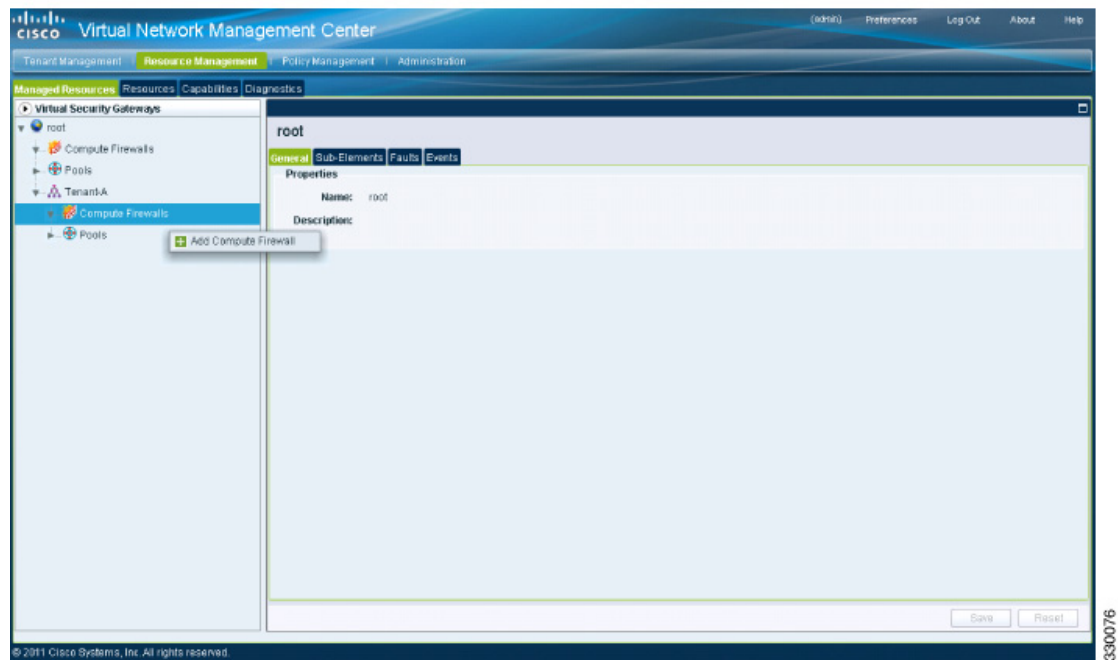 CISCO Virtual Network Management Center
(admin) Preferences Log Out About Help
Tenant Management | Resource Management | Policy Management | Administration
Managed Resources Resources Capabilities Diagnostics
Virtual Security Gateways
root
Compute Firewalls
Pools
Tenant-A
Compute Firewalls
Pools
Add Compute Firewall
root
General Sub-Elements Faults Events
Properties
Name: root
Description:
Save Reset
© 2011 Cisco Systems, Inc. All rights reserved.
330076